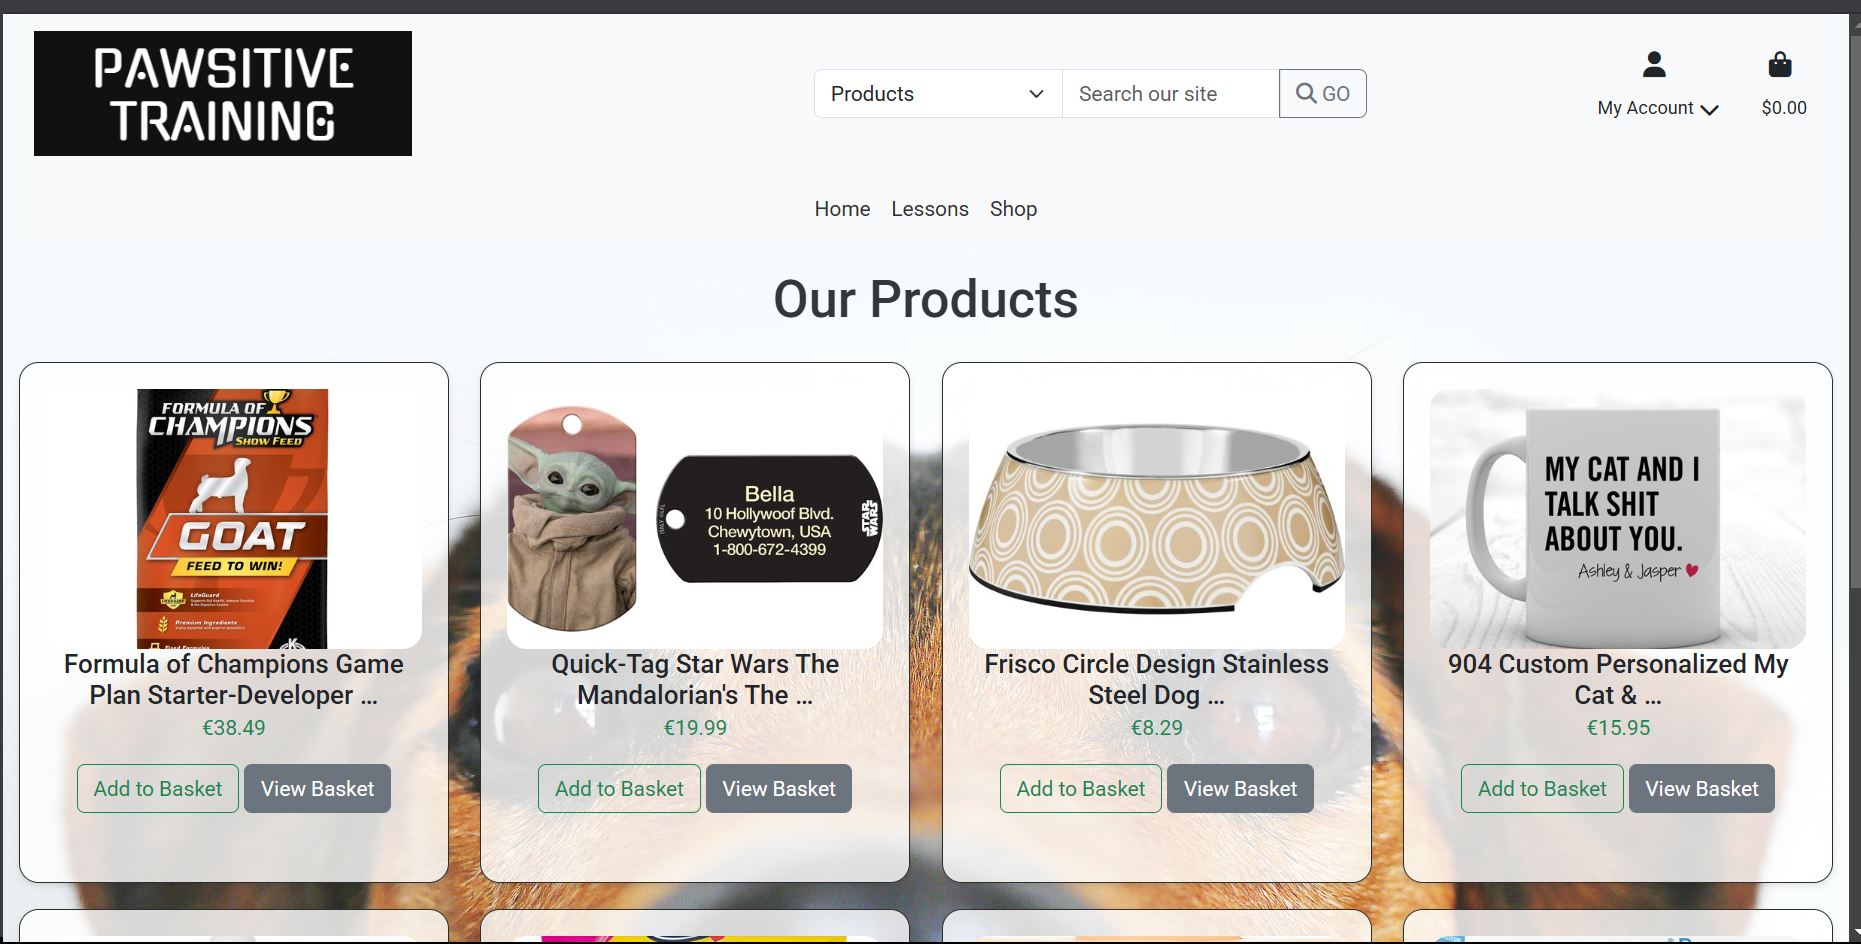 PAWSITIVE
TRAINING
Products
Search our site
GO
My Account
$0.00
Home
Lessons
Shop
Our Products
FORMULA OF
CHAMPIONS
SHOW FEED
GOAT
FEED TO WIN!
LifeGuard
Premium Ingredients
Formula of Champions Game
Plan Starter-Developer ...
€38.49
Add to Basket
View Basket
Bella
10 Hollywoof Blvd.
Chewytown, USA
1-800-672-4399
STAR
WARS
Quick-Tag Star Wars The
Mandalorian's The ...
€19.99
Add to Basket
View Basket
Frisco Circle Design Stainless
Steel Dog ...
€8.29
Add to Basket
View Basket
MY CAT AND I
TALK SHIT
ABOUT YOU.
Ashley & Jasper
904 Custom Personalized My
Cat & ...
€15.95
Add to Basket
View Basket